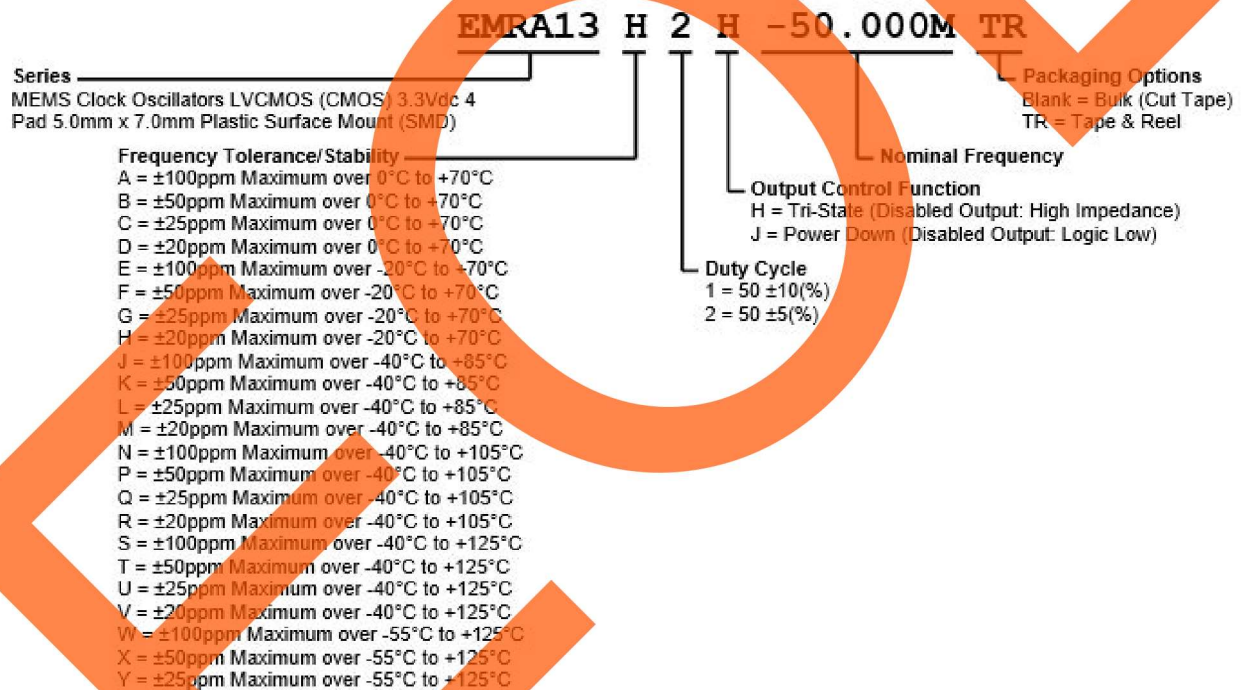 EMRA13 H 2 H -50.000M TR
Series
MEMS Clock Oscillators LVCMOS (CMOS) 3.3Vdc 4
Pad 5.0mm x 7.0mm Plastic Surface Mount (SMD)
Packaging Options
Blank = Bulk (Cut Tape)
TR = Tape & Reel
Frequency Tolerance/Stability
A = ±100ppm Maximum over 0°C to +70°C
B = ±50ppm Maximum over 0°C to +70°C
C = ±25ppm Maximum over 0°C to +70°C
D = ±20ppm Maximum over 0°C to +70°C
E = ±100ppm Maximum over -20°C to +70°C
F = ±50ppm Maximum over -20°C to +70°C
G = ±25ppm Maximum over -20°C to +70°C
H = ±20ppm Maximum over -20°C to +70°C
J = ±100ppm Maximum over -40°C to +85°C
K = ±50ppm Maximum over -40°C to +85°C
L = ±25ppm Maximum over -40°C to +85°C
M = ±20ppm Maximum over -40°C to +85°C
N = ±100ppm Maximum over -40°C to +105°C
P = ±50ppm Maximum over -40°C to +105°C
Q = ±25ppm Maximum over -40°C to +105°C
R = ±20ppm Maximum over -40°C to +105°C
S = ±100ppm Maximum over -40°C to +125°C
T = ±50ppm Maximum over -40°C to +125°C
U = ±25ppm Maximum over -40°C to +125°C
V = ±20ppm Maximum over -40°C to +125°C
W = ±100ppm Maximum over -55°C to +125°C
X = ±50ppm Maximum over -55°C to +125°C
Y = ±25ppm Maximum over -55°C to +125°C
Nominal Frequency
Output Control Function
H = Tri-State (Disabled Output: High Impedance)
J = Power Down (Disabled Output: Logic Low)
Duty Cycle
1 = 50 ±10(%)
2 = 50 ±5(%)